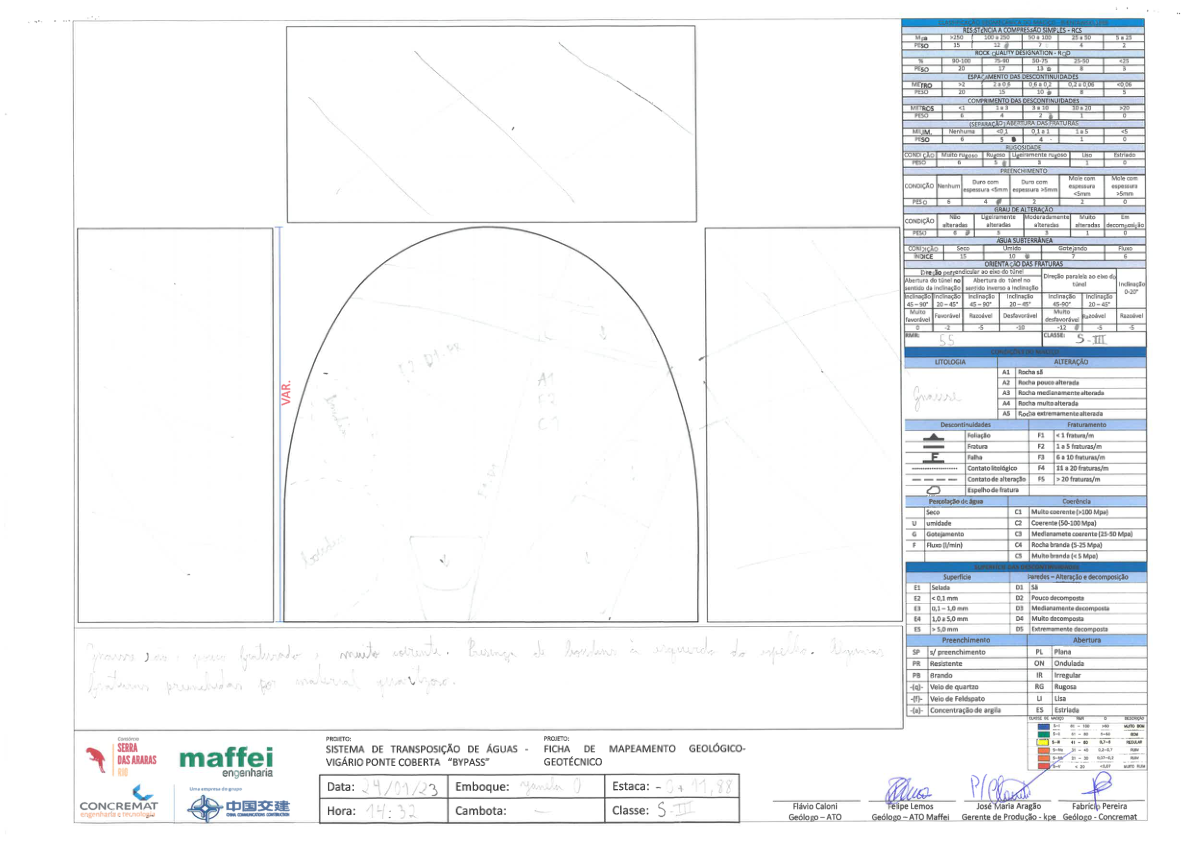 RESISTÊNCIA A COMPRESSÃO SIMPLES - RCS
Mpa >250 100 a 250 50 a 100 25 a 50 5 a 25
PESO 15 12 7 4 2
ROCK QUALITY DESIGNATION - RQD
% 90-100 75-90 50-75 25-50 <25
PESO 20 17 13 8 3
ESPAÇAMENTO DAS DESCONTINUIDADES
METRO >2 2 a 0,6 0,6 a 0,2 0,2 a 0,06 <0,06
PESO 20 15 10 8 5
COMPRIMENTO DAS DESCONTINUIDADES
METROS <1 1 a 3 3 a 10 10 a 20 >20
PESO 6 4 2 1 0
(SEPARAÇÃO) ABERTURA DAS FRATURAS
MILIM. Nenhuma <0,1 0,1 a 1 1 a 5 <5
PESO 6 5 4 1 0
RUGOSIDADE
CONDIÇÃO Muito rugoso Rugoso Ligeiramente rugoso Liso Estriado
PESO 6 5 3 1 0
PREENCHIMENTO
CONDIÇÃO Nenhum Duro com espessura <5mm Duro com espessura >5mm Mole com espessura <5mm Mole com espessura >5mm
PESO 6 4 2 2 0
GRAU DE ALTERAÇÃO
CONDIÇÃO Não alteradas Ligeiramente alteradas Moderadamente alteradas Muito alteradas Em decomposição
PESO 6 5 3 1 0
ÁGUA SUBTERRÂNEA
CONDIÇÃO Seco Úmido Gotejando Fluxo
ÍNDICE 15 10 7 6
ORIENTAÇÃO DAS FRATURAS
Direção perpendicular ao eixo do túnel Direção paralela ao eixo do túnel Inclinação 0-20°
Abertura do túnel no sentido da inclinação Abertura do túnel no sentido inverso a inclinação
Inclinação 45 – 90° Inclinação 20 – 45° Inclinação 45 – 90° Inclinação 20 – 45° Inclinação 45-90° Inclinação 20 – 45°
Muito favorável Favorável Razoável Desfavorável Muito desfavorável Razoável Razoável
0 -2 -5 -10 -12 -5 -5
RMR: 55 CLASSE: S-III
LITOLOGIA ALTERAÇÃO
Gnaisse
A1 Rocha sã
A2 Rocha pouco alterada
A3 Rocha medianamente alterada
A4 Rocha muito alterada
A5 Rocha extremamente alterada
Descontinuidades Fraturamento
Foliação F1 < 1 fratura/m
Fratura F2 1 a 5 fraturas/m
F Falha F3 6 a 10 fraturas/m
Contato litológico F4 11 a 20 fraturas/m
Contato de alteração F5 > 20 fraturas/m
Espelho de fratura
Percolação de água Coerência
Seco C1 Muito coerente (>100 Mpa)
U umidade C2 Coerente (50-100 Mpa)
G Gotejamento C3 Medianamete coerente (25-50 Mpa)
F Fluxo (l/min) C4 Rocha branda (5-25 Mpa)
C5 Muito branda (< 5 Mpa)
Superfície Paredes – Alteração e decomposição
E1 Selada D1 Sã
E2 < 0,1 mm D2 Pouco decomposta
E3 0,1 – 1,0 mm D3 Medianamente decomposta
E4 1,0 a 5,0 mm D4 Muito decomposta
E5 > 5,0 mm D5 Extremamente decomposta
Preenchimento Abertura
SP s/ preenchimento PL Plana
PR Resistente ON Ondulada
PB Brando IR Irregular
-(q)- Veio de quartzo RG Rugosa
-(f)- Veio de Feldspato LI Lisa
-(a)- Concentração de argila ES Estriada
VAR.
A1
F2
C1
Gnaisse, são, pouco fraturado, muito coerente. Presença de bandas à esquerda do espelho. Algumas
fraturas preenchidas por material quartzoso.
CONSÓRCIO
SERRA
DAS ARARAS
RIO
maffei
engenharia
CONCREMAT
engenharia e tecnologia
Uma empresa do grupo
中国交建
CHINA COMMUNICATIONS CONSTRUCTION
PROJETO:
SISTEMA DE TRANSPOSIÇÃO DE ÁGUAS -
VIGÁRIO PONTE COBERTA "BYPASS"
PROJETO:
FICHA DE MAPEAMENTO GEOLÓGICO-
GEOTÉCNICO
Data: 24/01/23 Emboque: Estaca: -0+11,88
Hora: 14:32 Cambota: — Classe: S-III
Flávio Caloni
Geólogo – ATO
Felipe Lemos
Geólogo – ATO Maffei
José Maria Aragão
Gerente de Produção - kpe
Fabrício Pereira
Geólogo - Concremat